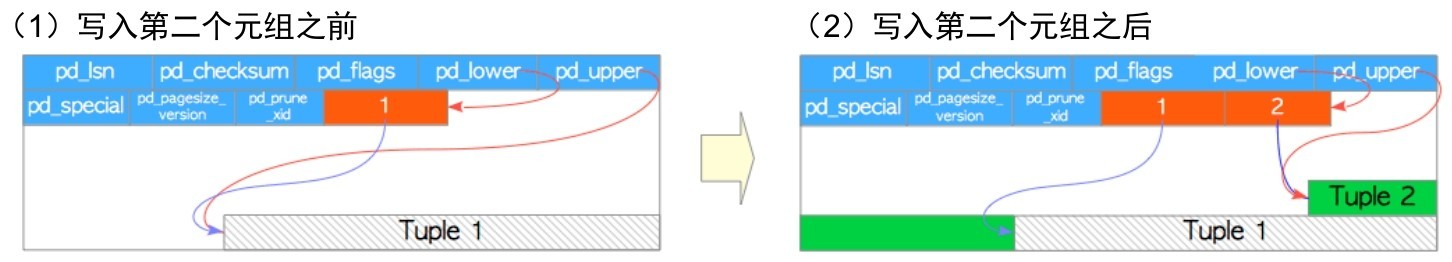 （1）写入第二个元组之前
pd_lsn pd_checksum pd_flags pd_lower pd_upper
pd_special pd_pagesize_version pd_prune_xid 1
Tuple 1
（2）写入第二个元组之后
pd_lsn pd_checksum pd_flags pd_lower pd_upper
pd_special pd_pagesize_version pd_prune_xid 1 2
Tuple 2
Tuple 1